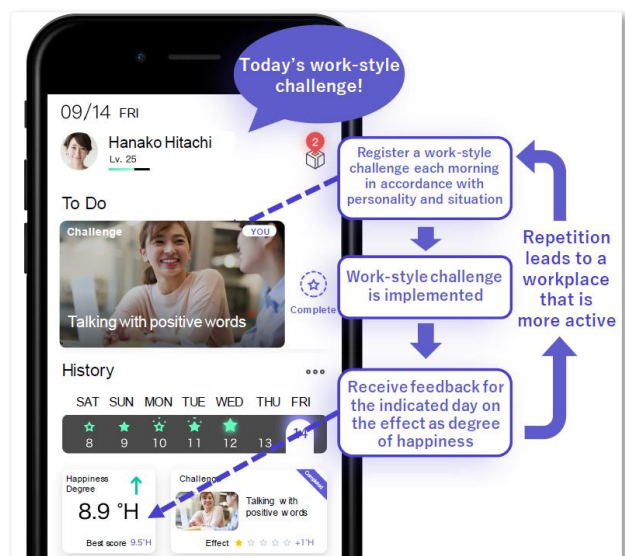 Today's work-style
challenge!
09/14 FRI
Hanako Hitachi
Lv. 25
2
To Do
Challenge
YOU
Talking with positive words
Complete
History
SAT SUN MON TUE WED THU FRI
8 9 10 11 12 13 14
Happiness
Degree
8.9 °H
Best score 9.5°H
Challenge
Completed
Talking with
positive words
Effect +1°H
Register a work-style
challenge each morning
in accordance with
personality and situation
Work-style challenge
is implemented
Receive feedback for
the indicated day on
the effect as degree
of happiness
Repetition
leads to a
workplace
that is
more active